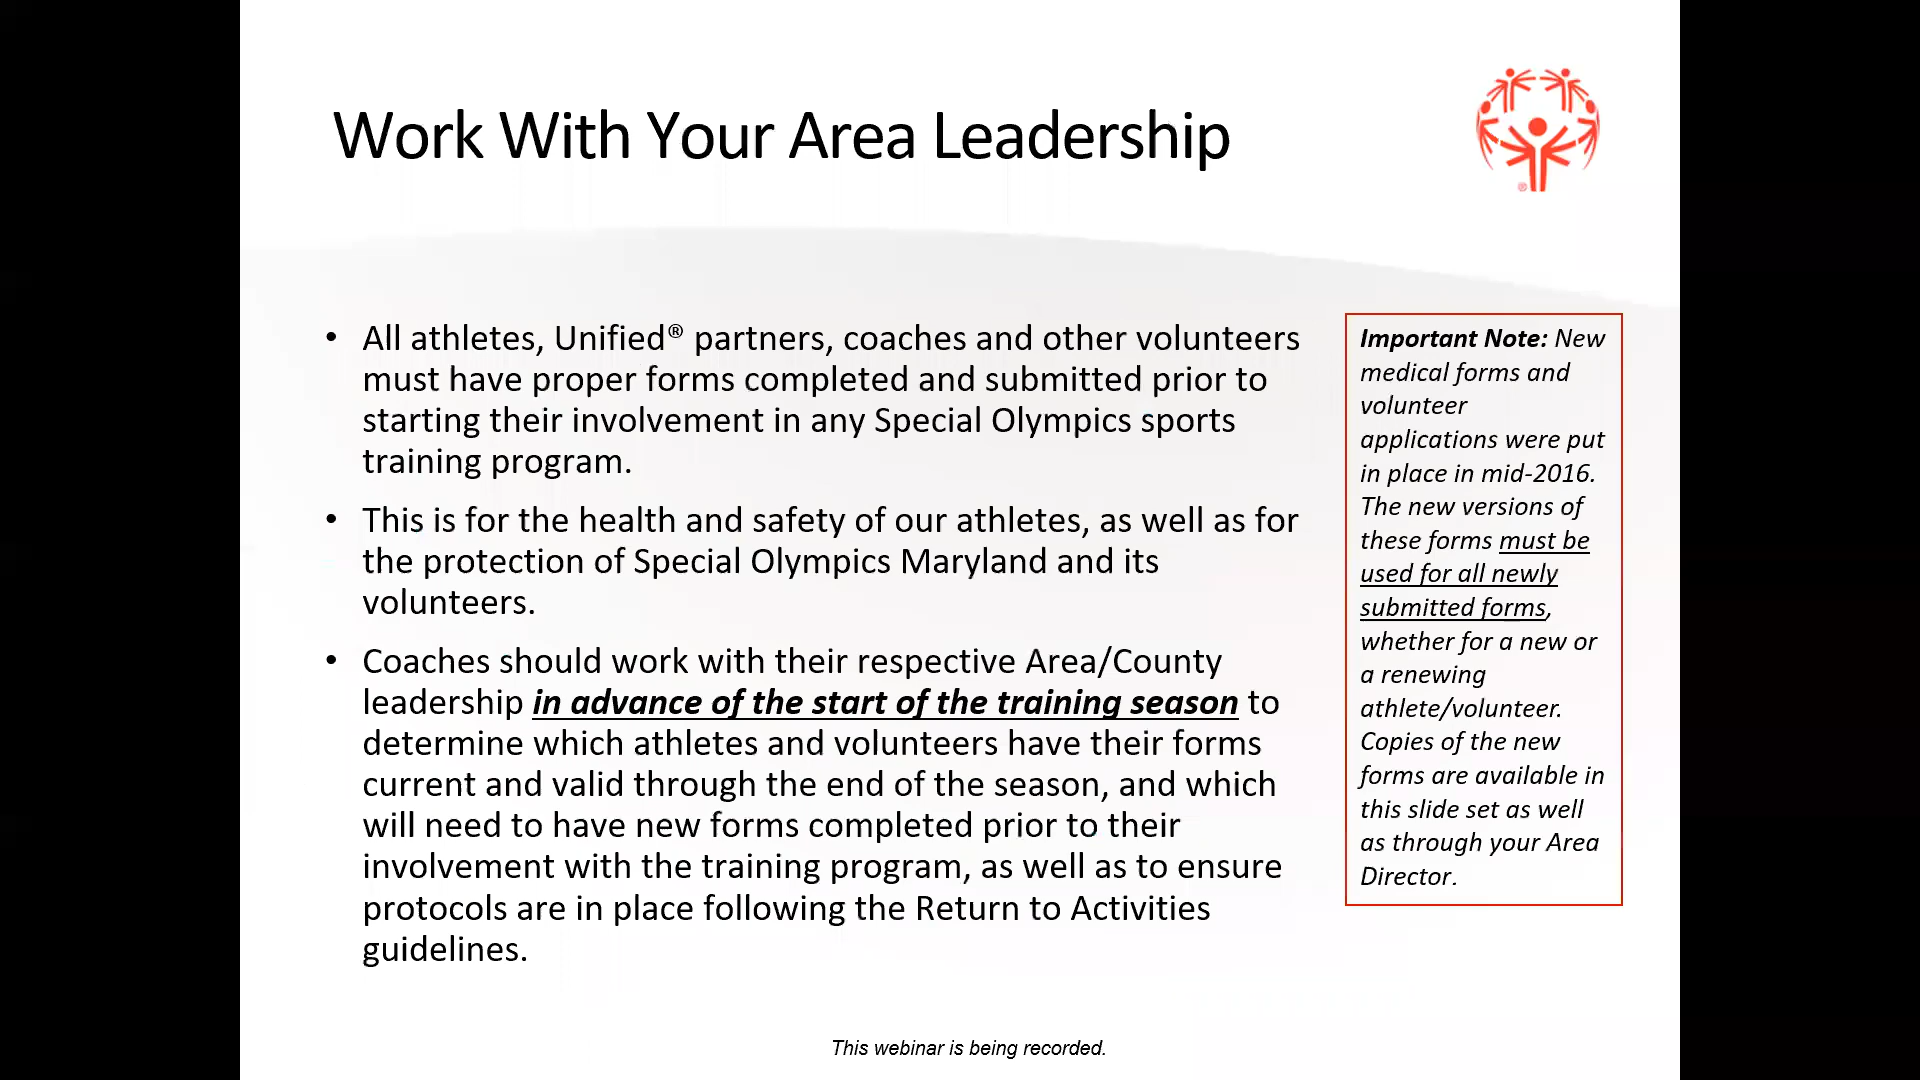 Work With Your Area Leadership
• All athletes, Unified® partners, coaches and other volunteers
must have proper forms completed and submitted prior to
starting their involvement in any Special Olympics sports
training program.
• This is for the health and safety of our athletes, as well as for
the protection of Special Olympics Maryland and its
volunteers.
• Coaches should work with their respective Area/County
leadership in advance of the start of the training season to
determine which athletes and volunteers have their forms
current and valid through the end of the season, and which
will need to have new forms completed prior to their
involvement with the training program, as well as to ensure
protocols are in place following the Return to Activities
guidelines.
Important Note: New
medical forms and
volunteer
applications were put
in place in mid-2016.
The new versions of
these forms must be
used for all newly
submitted forms,
whether for a new or
a renewing
athlete/volunteer.
Copies of the new
forms are available in
this slide set as well
as through your Area
Director.
This webinar is being recorded.